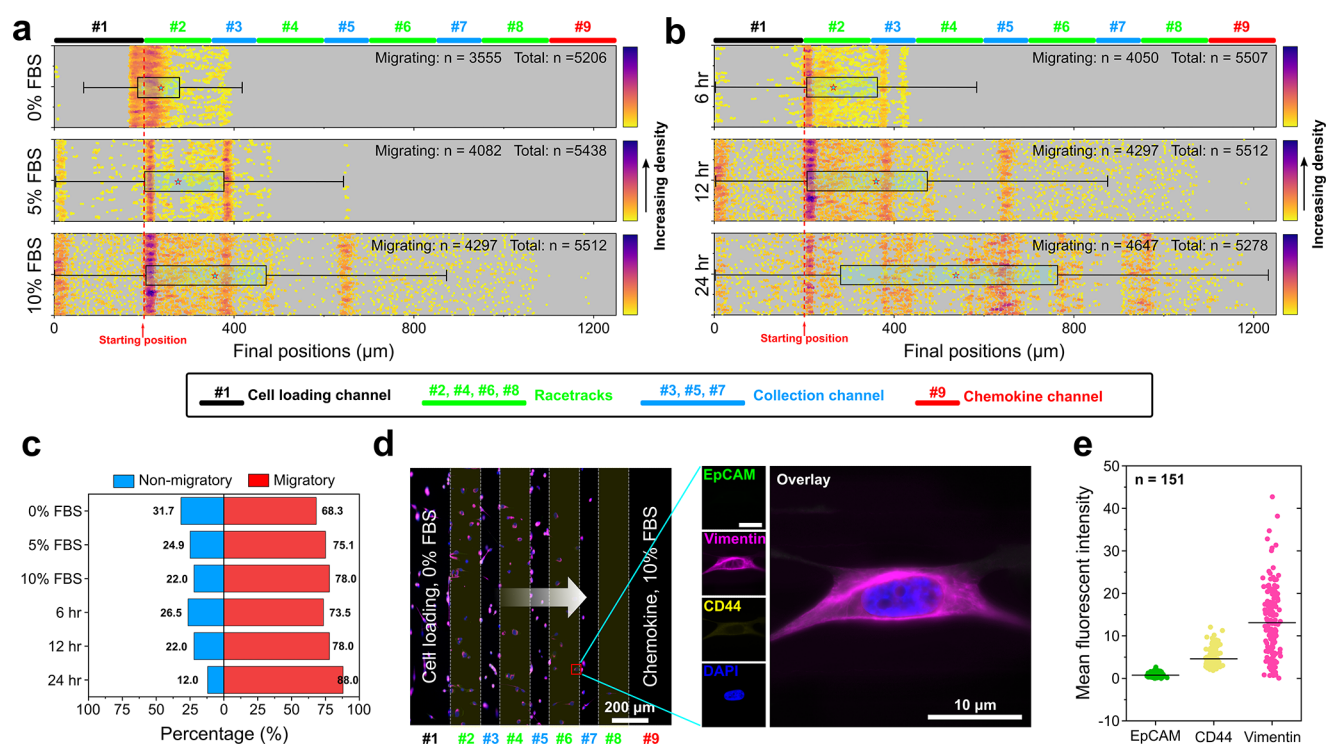 a
#1 #2 #3 #4 #5 #6 #7 #8 #9
0% FBS
Migrating: n = 3555 Total: n =5206
5% FBS
Migrating: n = 4082 Total: n =5438
10% FBS
Migrating: n = 4297 Total: n = 5512
Increasing density
0 400 800 1200
Starting position
Final positions (µm)
b
#1 #2 #3 #4 #5 #6 #7 #8 #9
6 hr
Migrating: n = 4050 Total: n = 5507
12 hr
Migrating: n = 4297 Total: n = 5512
24 hr
Migrating: n = 4647 Total: n = 5278
Increasing density
0 400 800 1200
Starting position
Final positions (µm)
#1 Cell loading channel
#2, #4, #6, #8 Racetracks
#3, #5, #7 Collection channel
#9 Chemokine channel
c
Non-migratory Migratory
0% FBS 31.7 68.3
5% FBS 24.9 75.1
10% FBS 22.0 78.0
6 hr 26.5 73.5
12 hr 22.0 78.0
24 hr 12.0 88.0
100 75 50 25 0 25 50 75 100
Percentage (%)
d
Cell loading, 0% FBS
Chemokine, 10% FBS
200 µm
#1 #2 #3 #4 #5 #6 #7 #8 #9
EpCAM
Vimentin
CD44
DAPI
Overlay
10 µm
e
n = 151
Mean fluorescent intensity
50
40
30
20
10
0
-10
EpCAM CD44 Vimentin